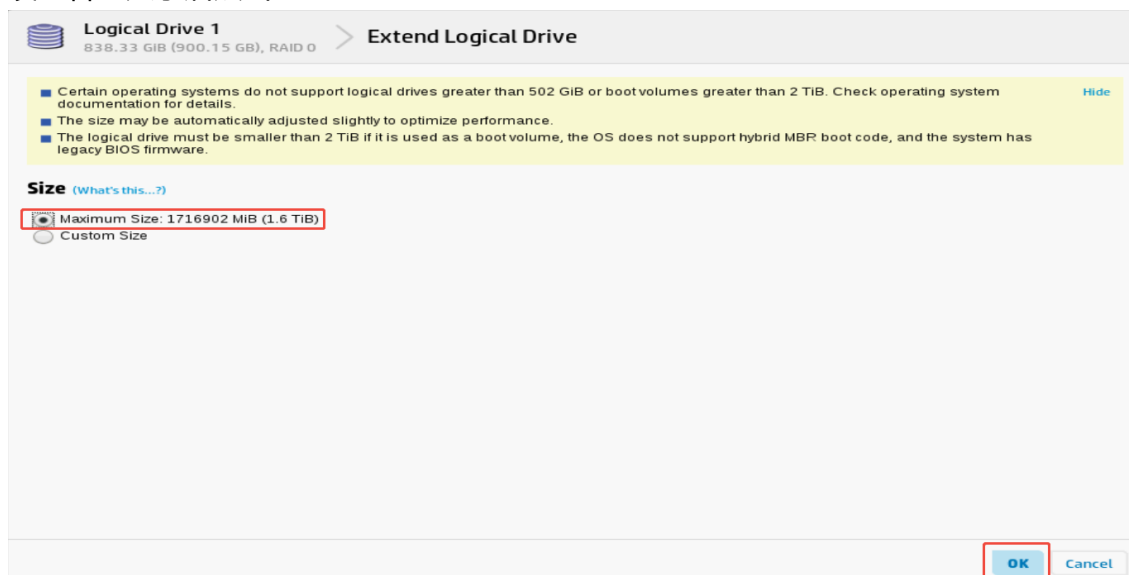 Logical Drive 1
838.33 GiB (900.15 GB), RAID 0
Extend Logical Drive
Certain operating systems do not support logical drives greater than 502 GiB or boot volumes greater than 2 TiB. Check operating system
documentation for details.
Hide
The size may be automatically adjusted slightly to optimize performance.
The logical drive must be smaller than 2 TiB if it is used as a boot volume, the OS does not support hybrid MBR boot code, and the system has
legacy BIOS firmware.
Size (What's this...?)
Maximum Size: 1716902 MiB (1.6 TiB)
Custom Size
OK Cancel